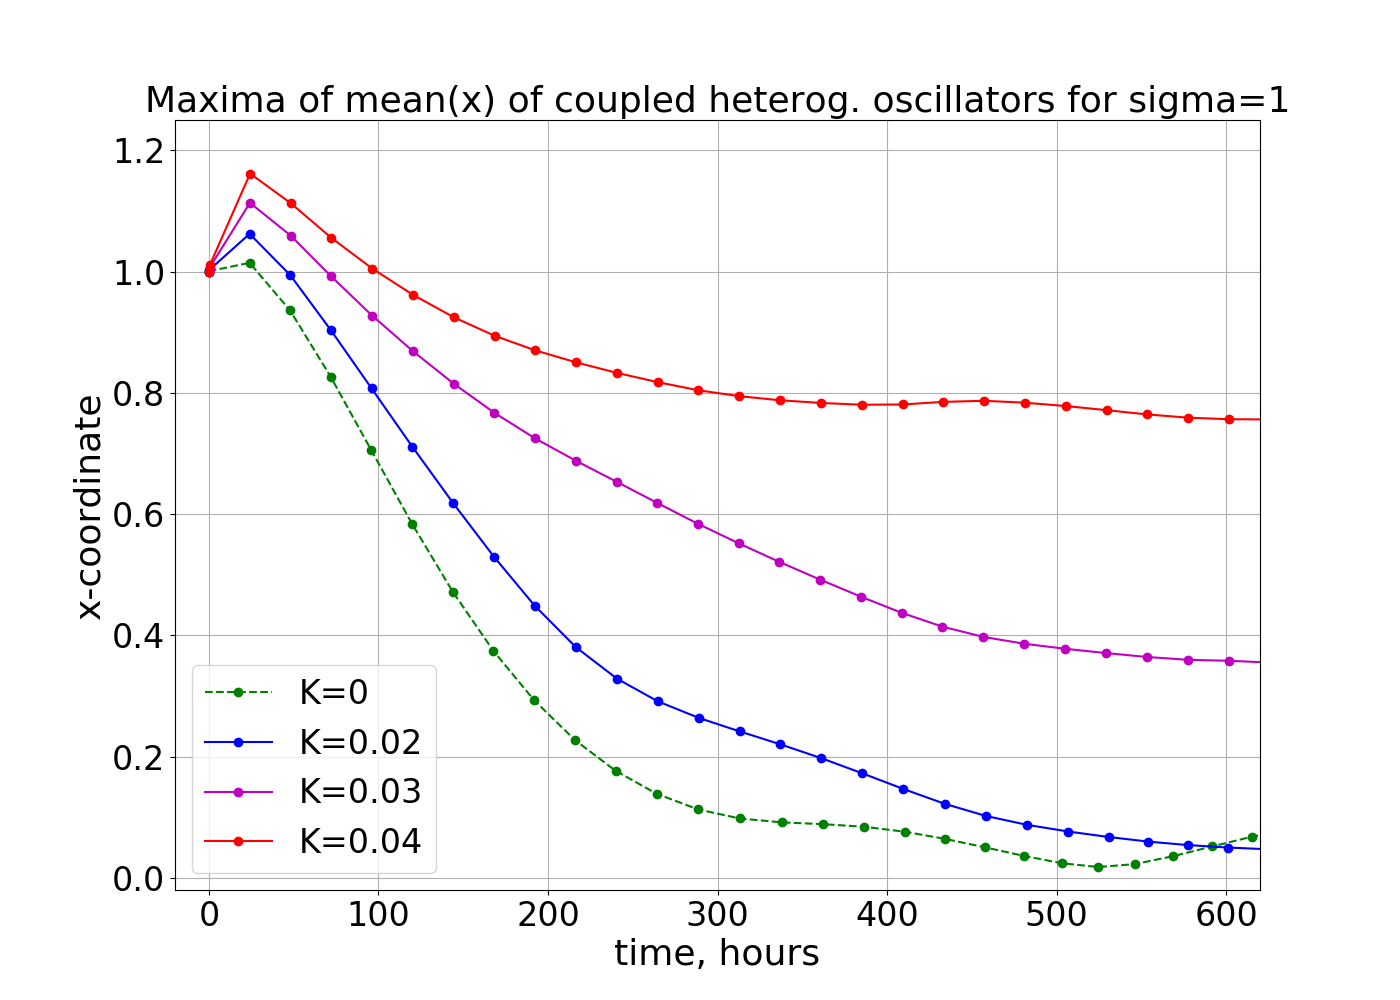 Maxima of mean(x) of coupled heterog. oscillators for sigma=1
x-coordinate
1.2
1.0
0.8
0.6
0.4
0.2
0.0
K=0
K=0.02
K=0.03
K=0.04
0 100 200 300 400 500 600
time, hours